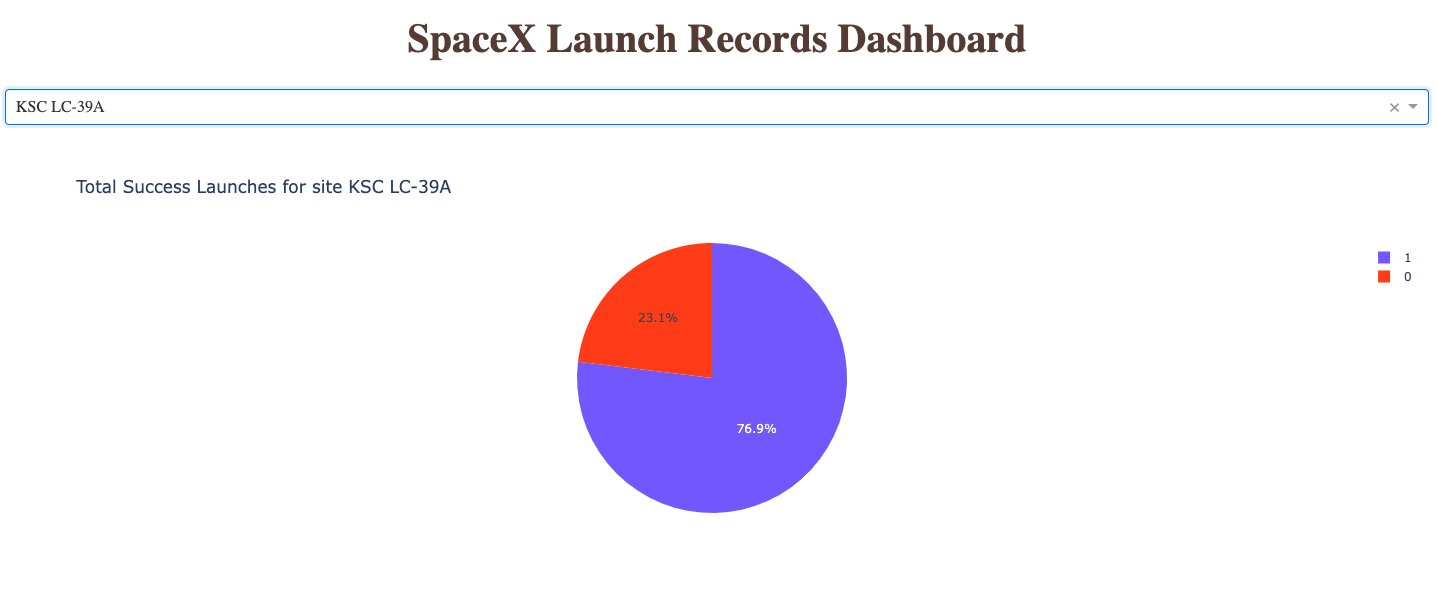 SpaceX Launch Records Dashboard
KSC LC-39A
Total Success Launches for site KSC LC-39A
1
0
23.1%
76.9%